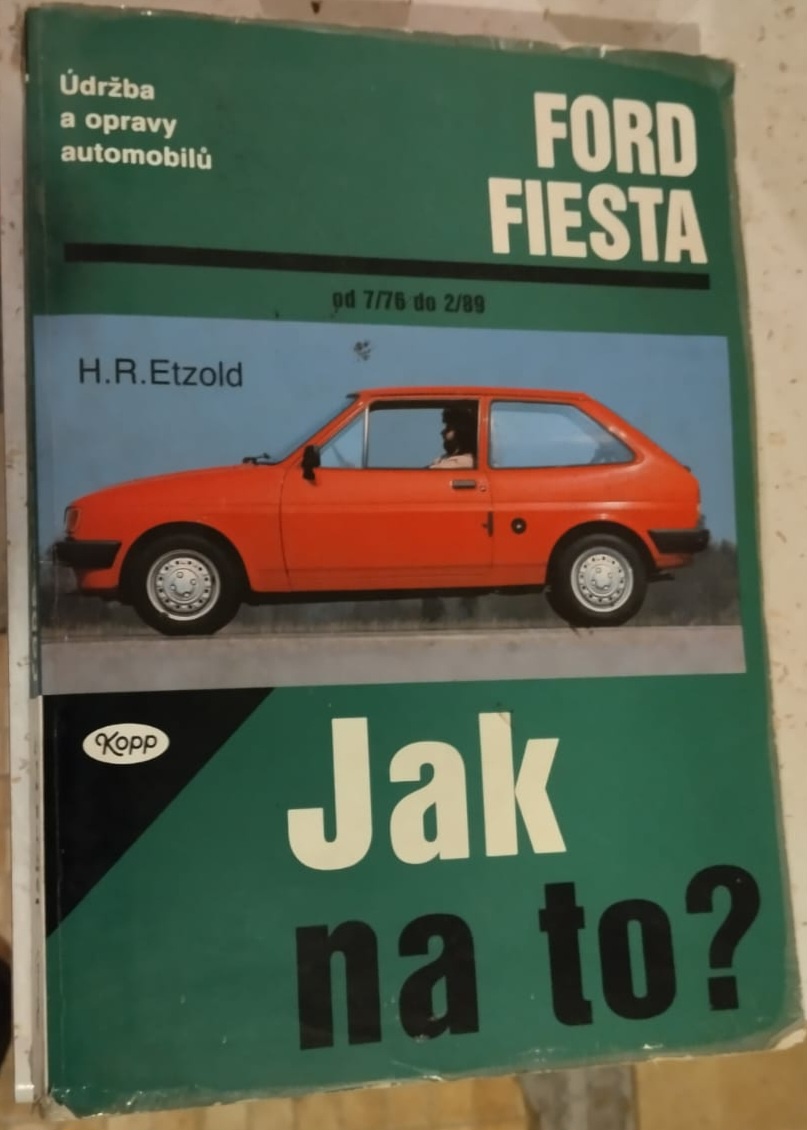 Údržba
a opravy
automobilů
FORD
FIESTA
od 7/76 do 2/89
H.R.Etzold
Kopp
Jak
na to?